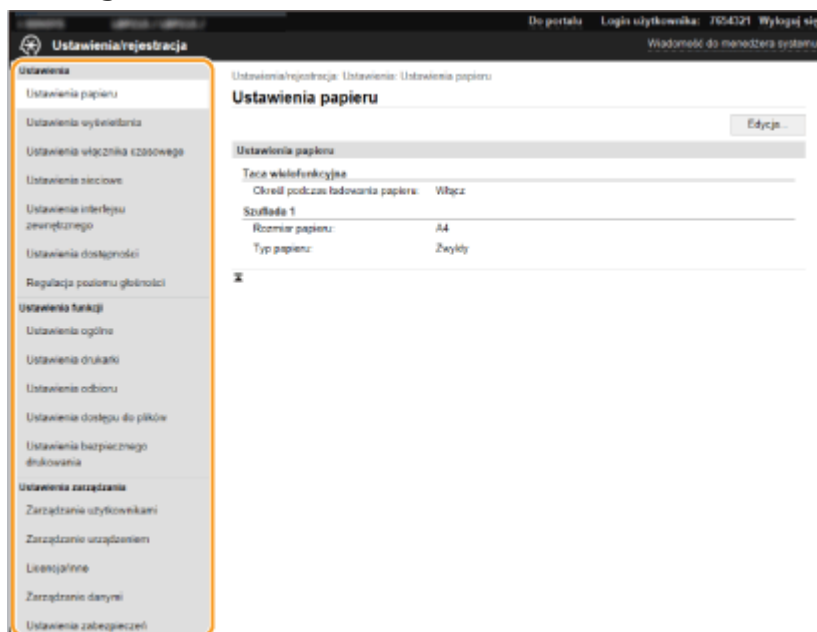 Do portalu Login użytkownika: 7654321 Wyloguj się
Ustawienia/rejestracja
Wiadomość do menedżera systemu
Ustawienia
Ustawienia papieru
Ustawienia wyświetlania
Ustawienia włącznika czasowego
Ustawienia sieciowe
Ustawienia interfejsu
zewnętrznego
Ustawienia dostępności
Regulacja poziomu głośności
Ustawienia funkcji
Ustawienia ogólne
Ustawienia drukarki
Ustawienia odbioru
Ustawienia dostępu do plików
Ustawienia bezpiecznego
drukowania
Ustawienia zarządzania
Zarządzanie użytkownikami
Zarządzanie urządzeniem
Licencja/Inne
Zarządzanie danymi
Ustawienia zabezpieczeń
Ustawienia/rejestracja: Ustawienia: Ustawienia papieru
Ustawienia papieru
Edycja...
Ustawienia papieru
Taca wielofunkcyjna
Określ podczas ładowania papieru: Włącz
Szuflada 1
Rozmiar papieru: A4
Typ papieru: Zwykły